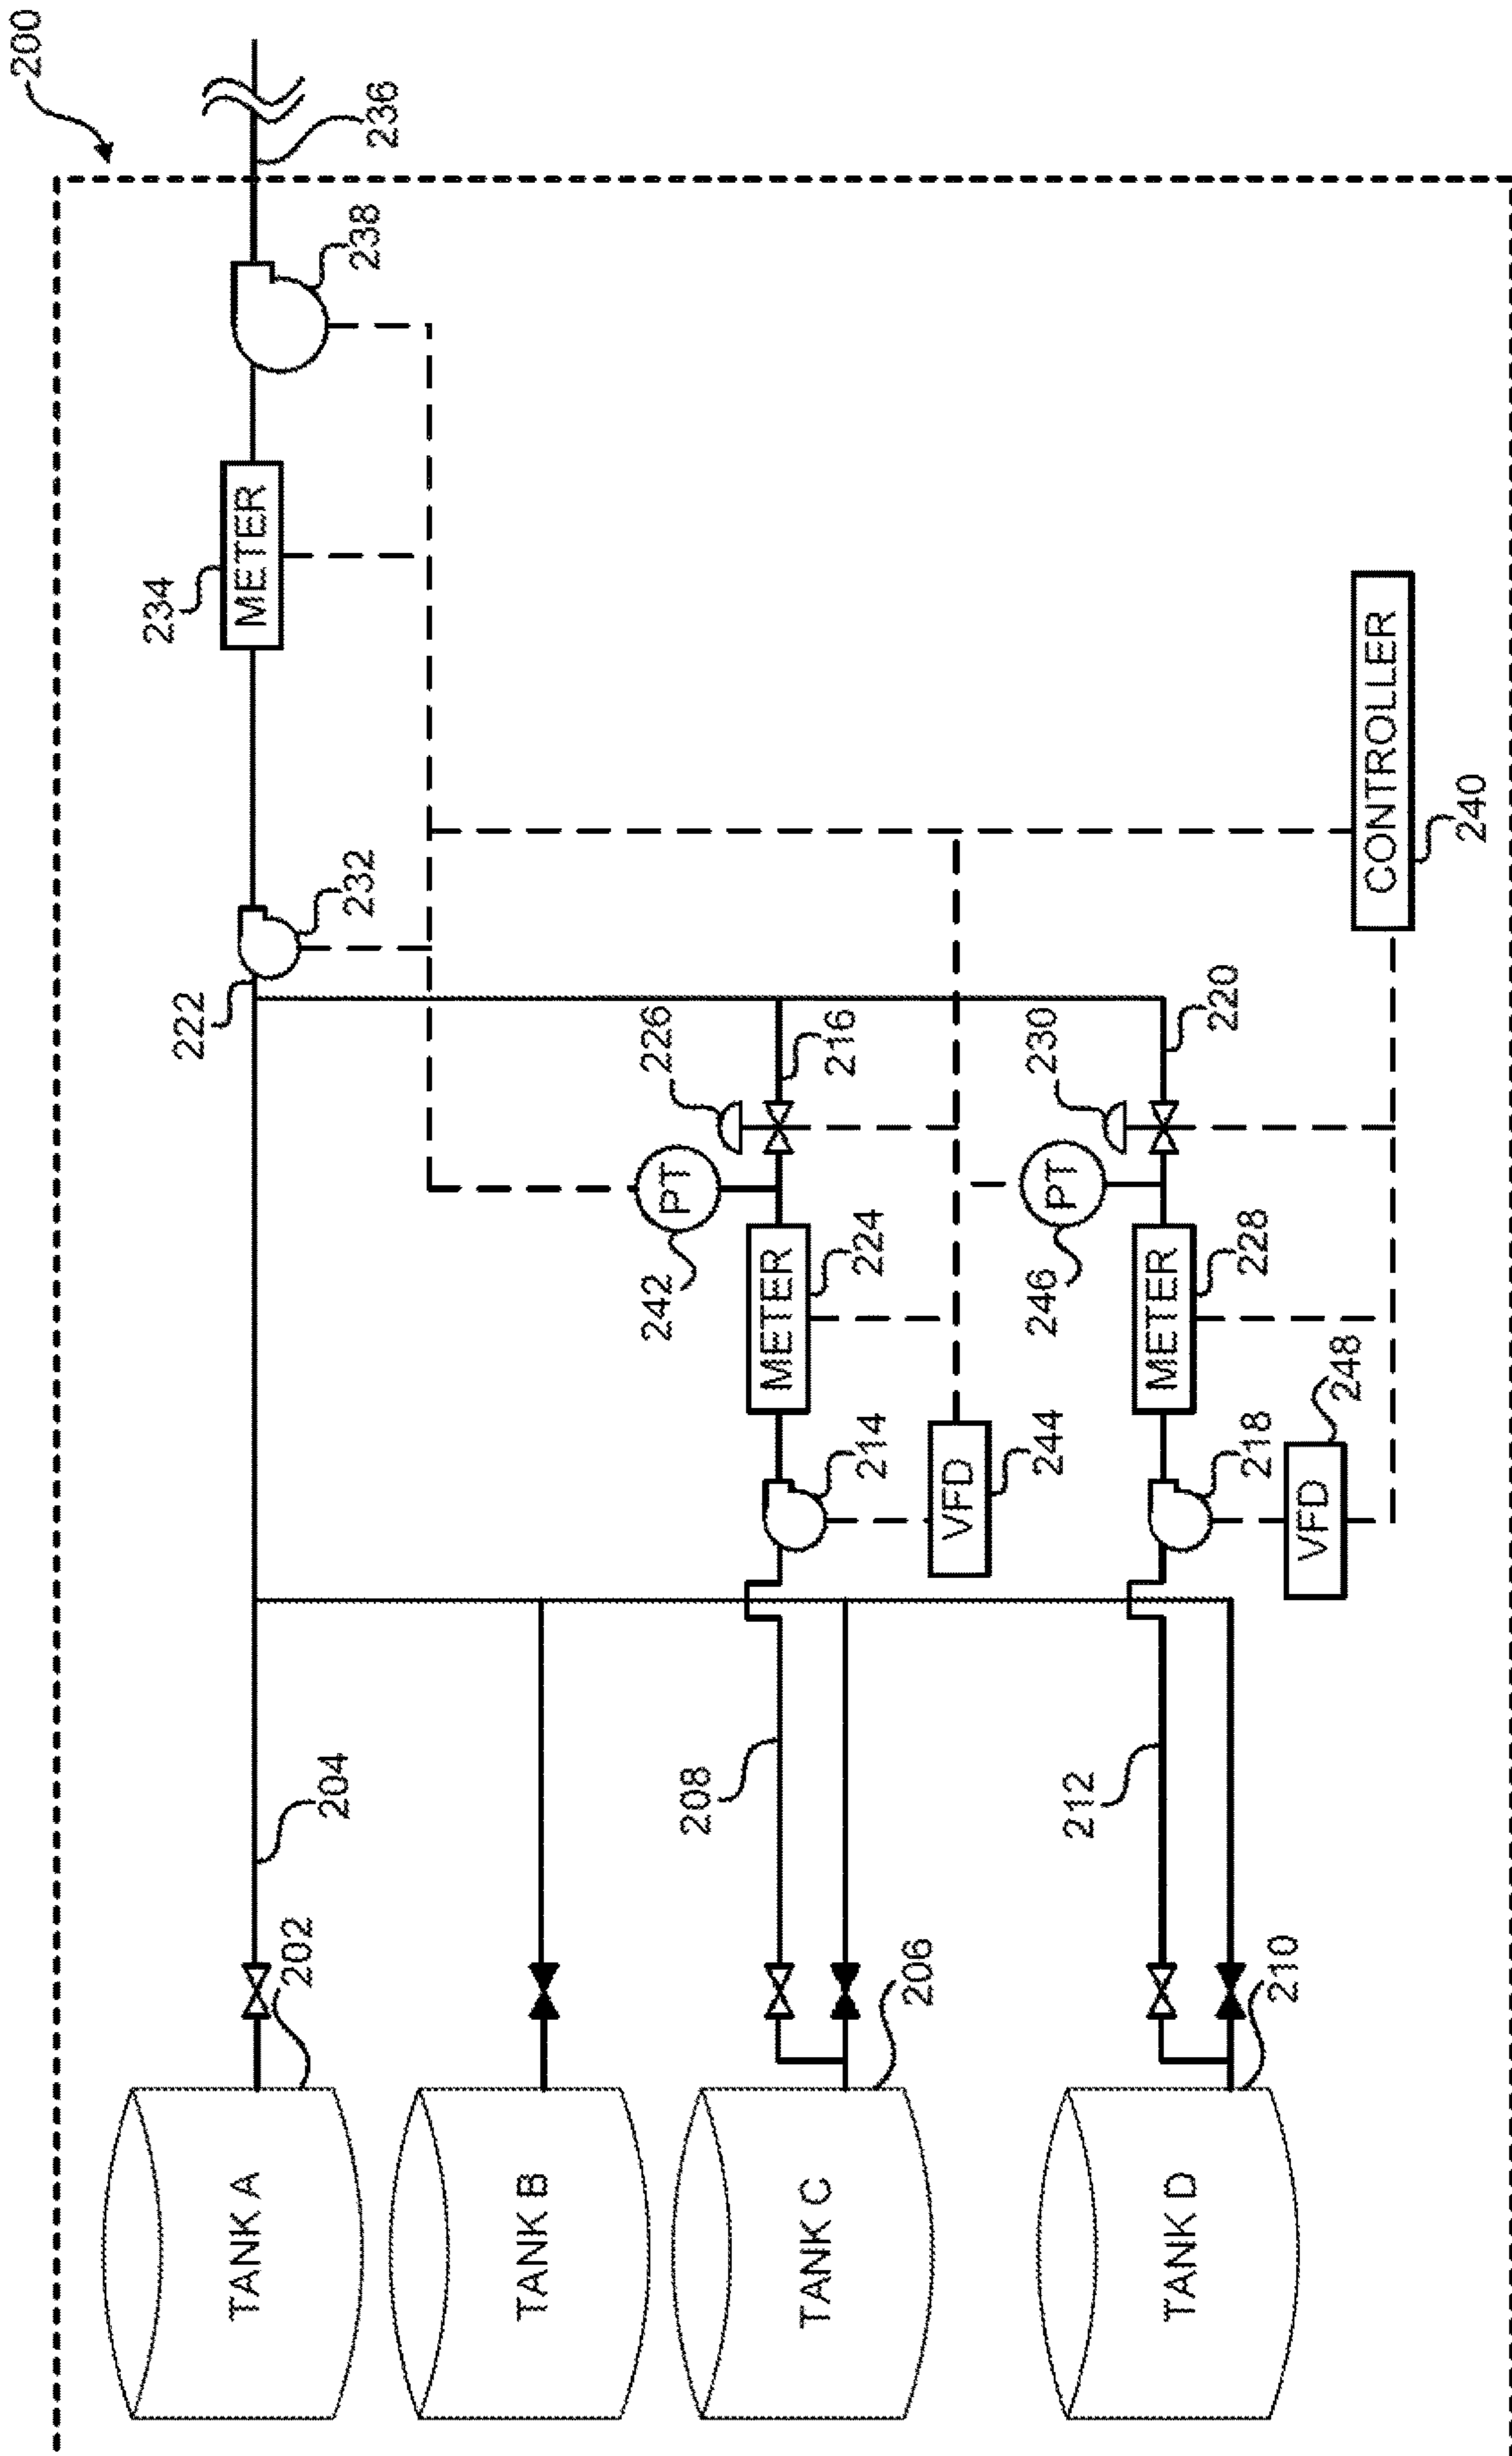 200
236
238
234
METER
232
222
204
202
TANK A
TANK B
226
216
PT
242
224
METER
214
VFD
244
208
206
TANK C
230
220
PT
246
228
METER
248
218
VFD
212
210
TANK D
CONTROLLER
240